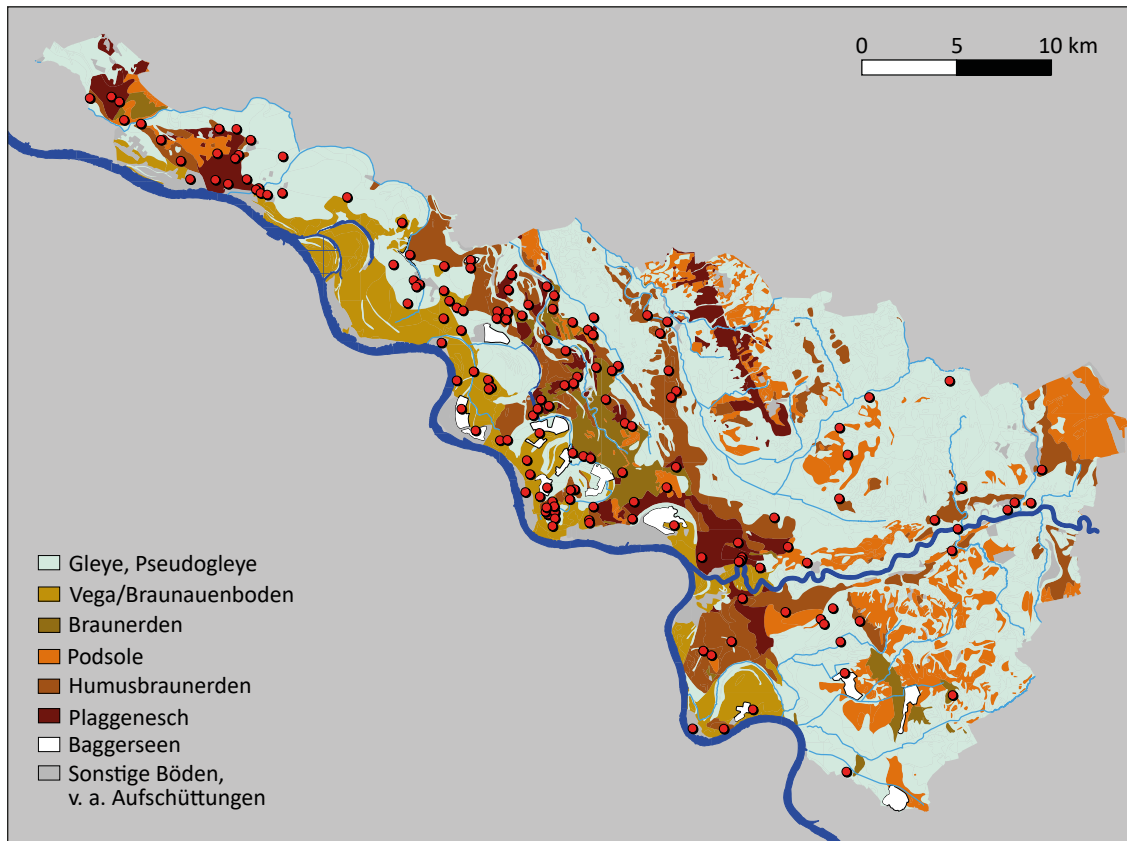 0 5 10 km
Gleye, Pseudogleye
Vega/Braunauenboden
Braunerden
Podsole
Humusbraunerden
Plaggenesch
Baggerseen
Sonstige Böden,
v. a. Aufschüttungen